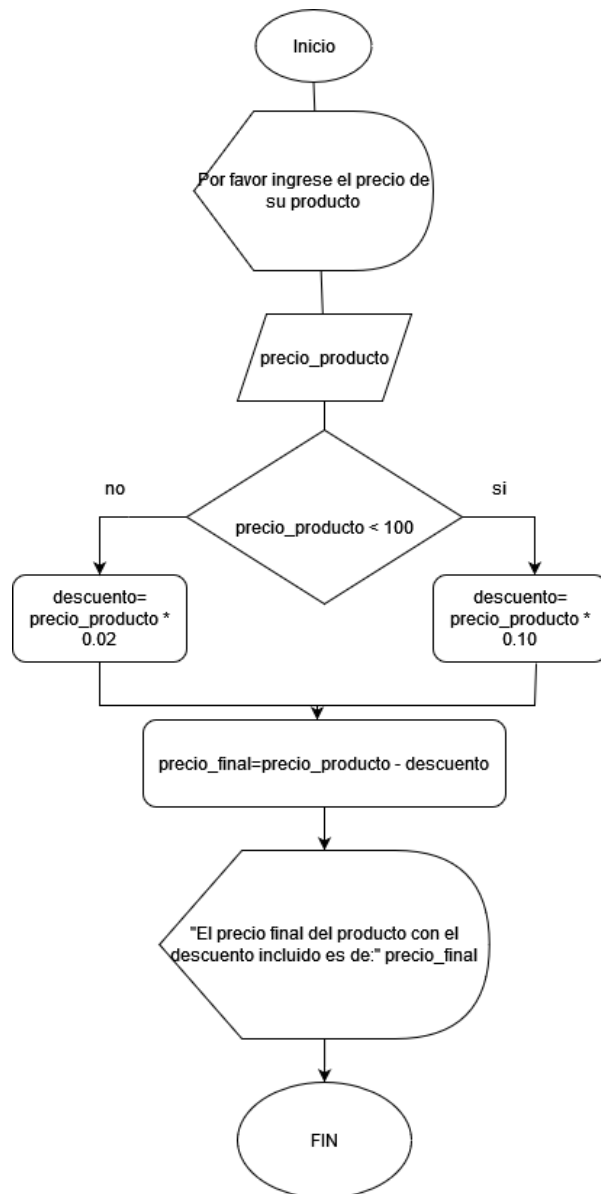 Inicio
Por favor ingrese el precio de
su producto
precio_producto
no
si
precio_producto < 100
descuento=
precio_producto *
0.02
descuento=
precio_producto *
0.10
precio_final=precio_producto - descuento
"El precio final del producto con el
descuento incluido es de:" precio_final
FIN